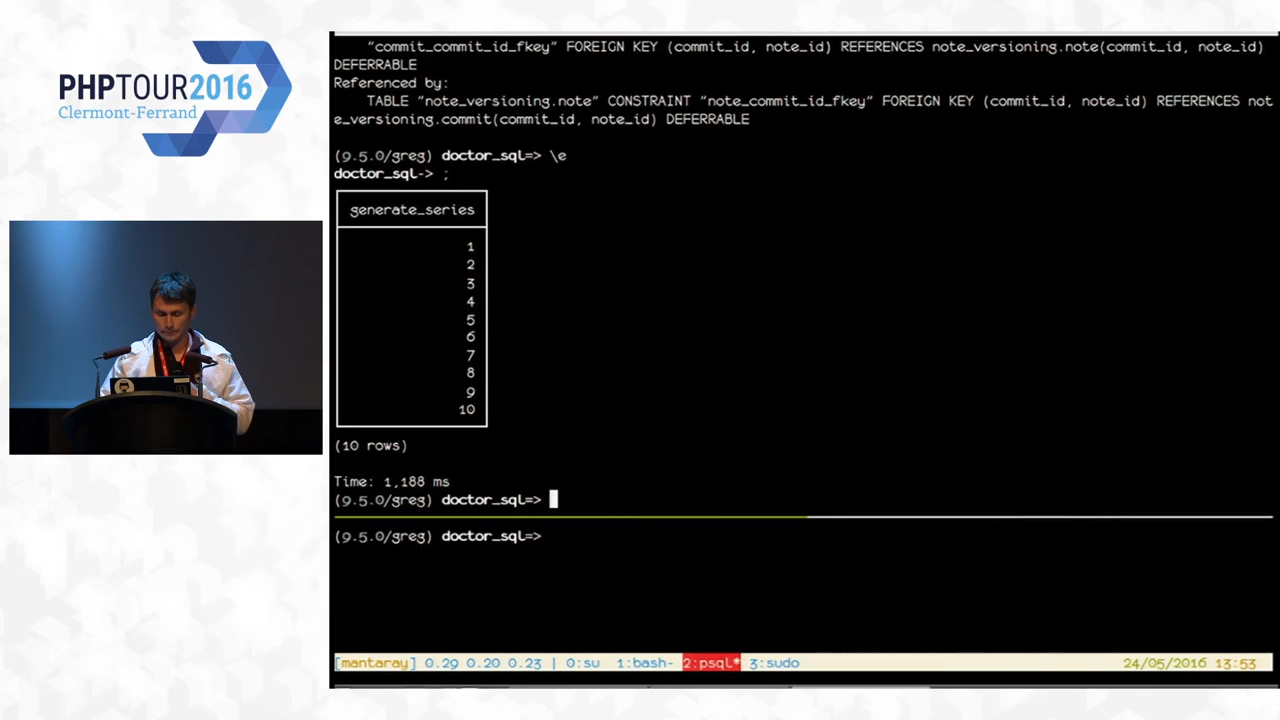 PHPTOUR2016
Clermont-Ferrand
"commit_commit_id_fkey" FOREIGN KEY (commit_id, note_id) REFERENCES note_versioning.note(commit_id, note_id)
DEFERRABLE
Referenced by:
TABLE "note_versioning.note" CONSTRAINT "note_commit_id_fkey" FOREIGN KEY (commit_id, note_id) REFERENCES not
e_versioning.commit(commit_id, note_id) DEFERRABLE
(9.5.0/greg) doctor_sql=> \e
doctor_sql-> ;
generate_series
1
2
3
4
5
6
7
8
9
10
(10 rows)
Time: 1,188 ms
(9.5.0/greg) doctor_sql=>
(9.5.0/greg) doctor_sql=>
[mantaray] 0.29 0.20 0.23 | 0:su 1:bash- 2:psql* 3:sudo 24/05/2016 13:53